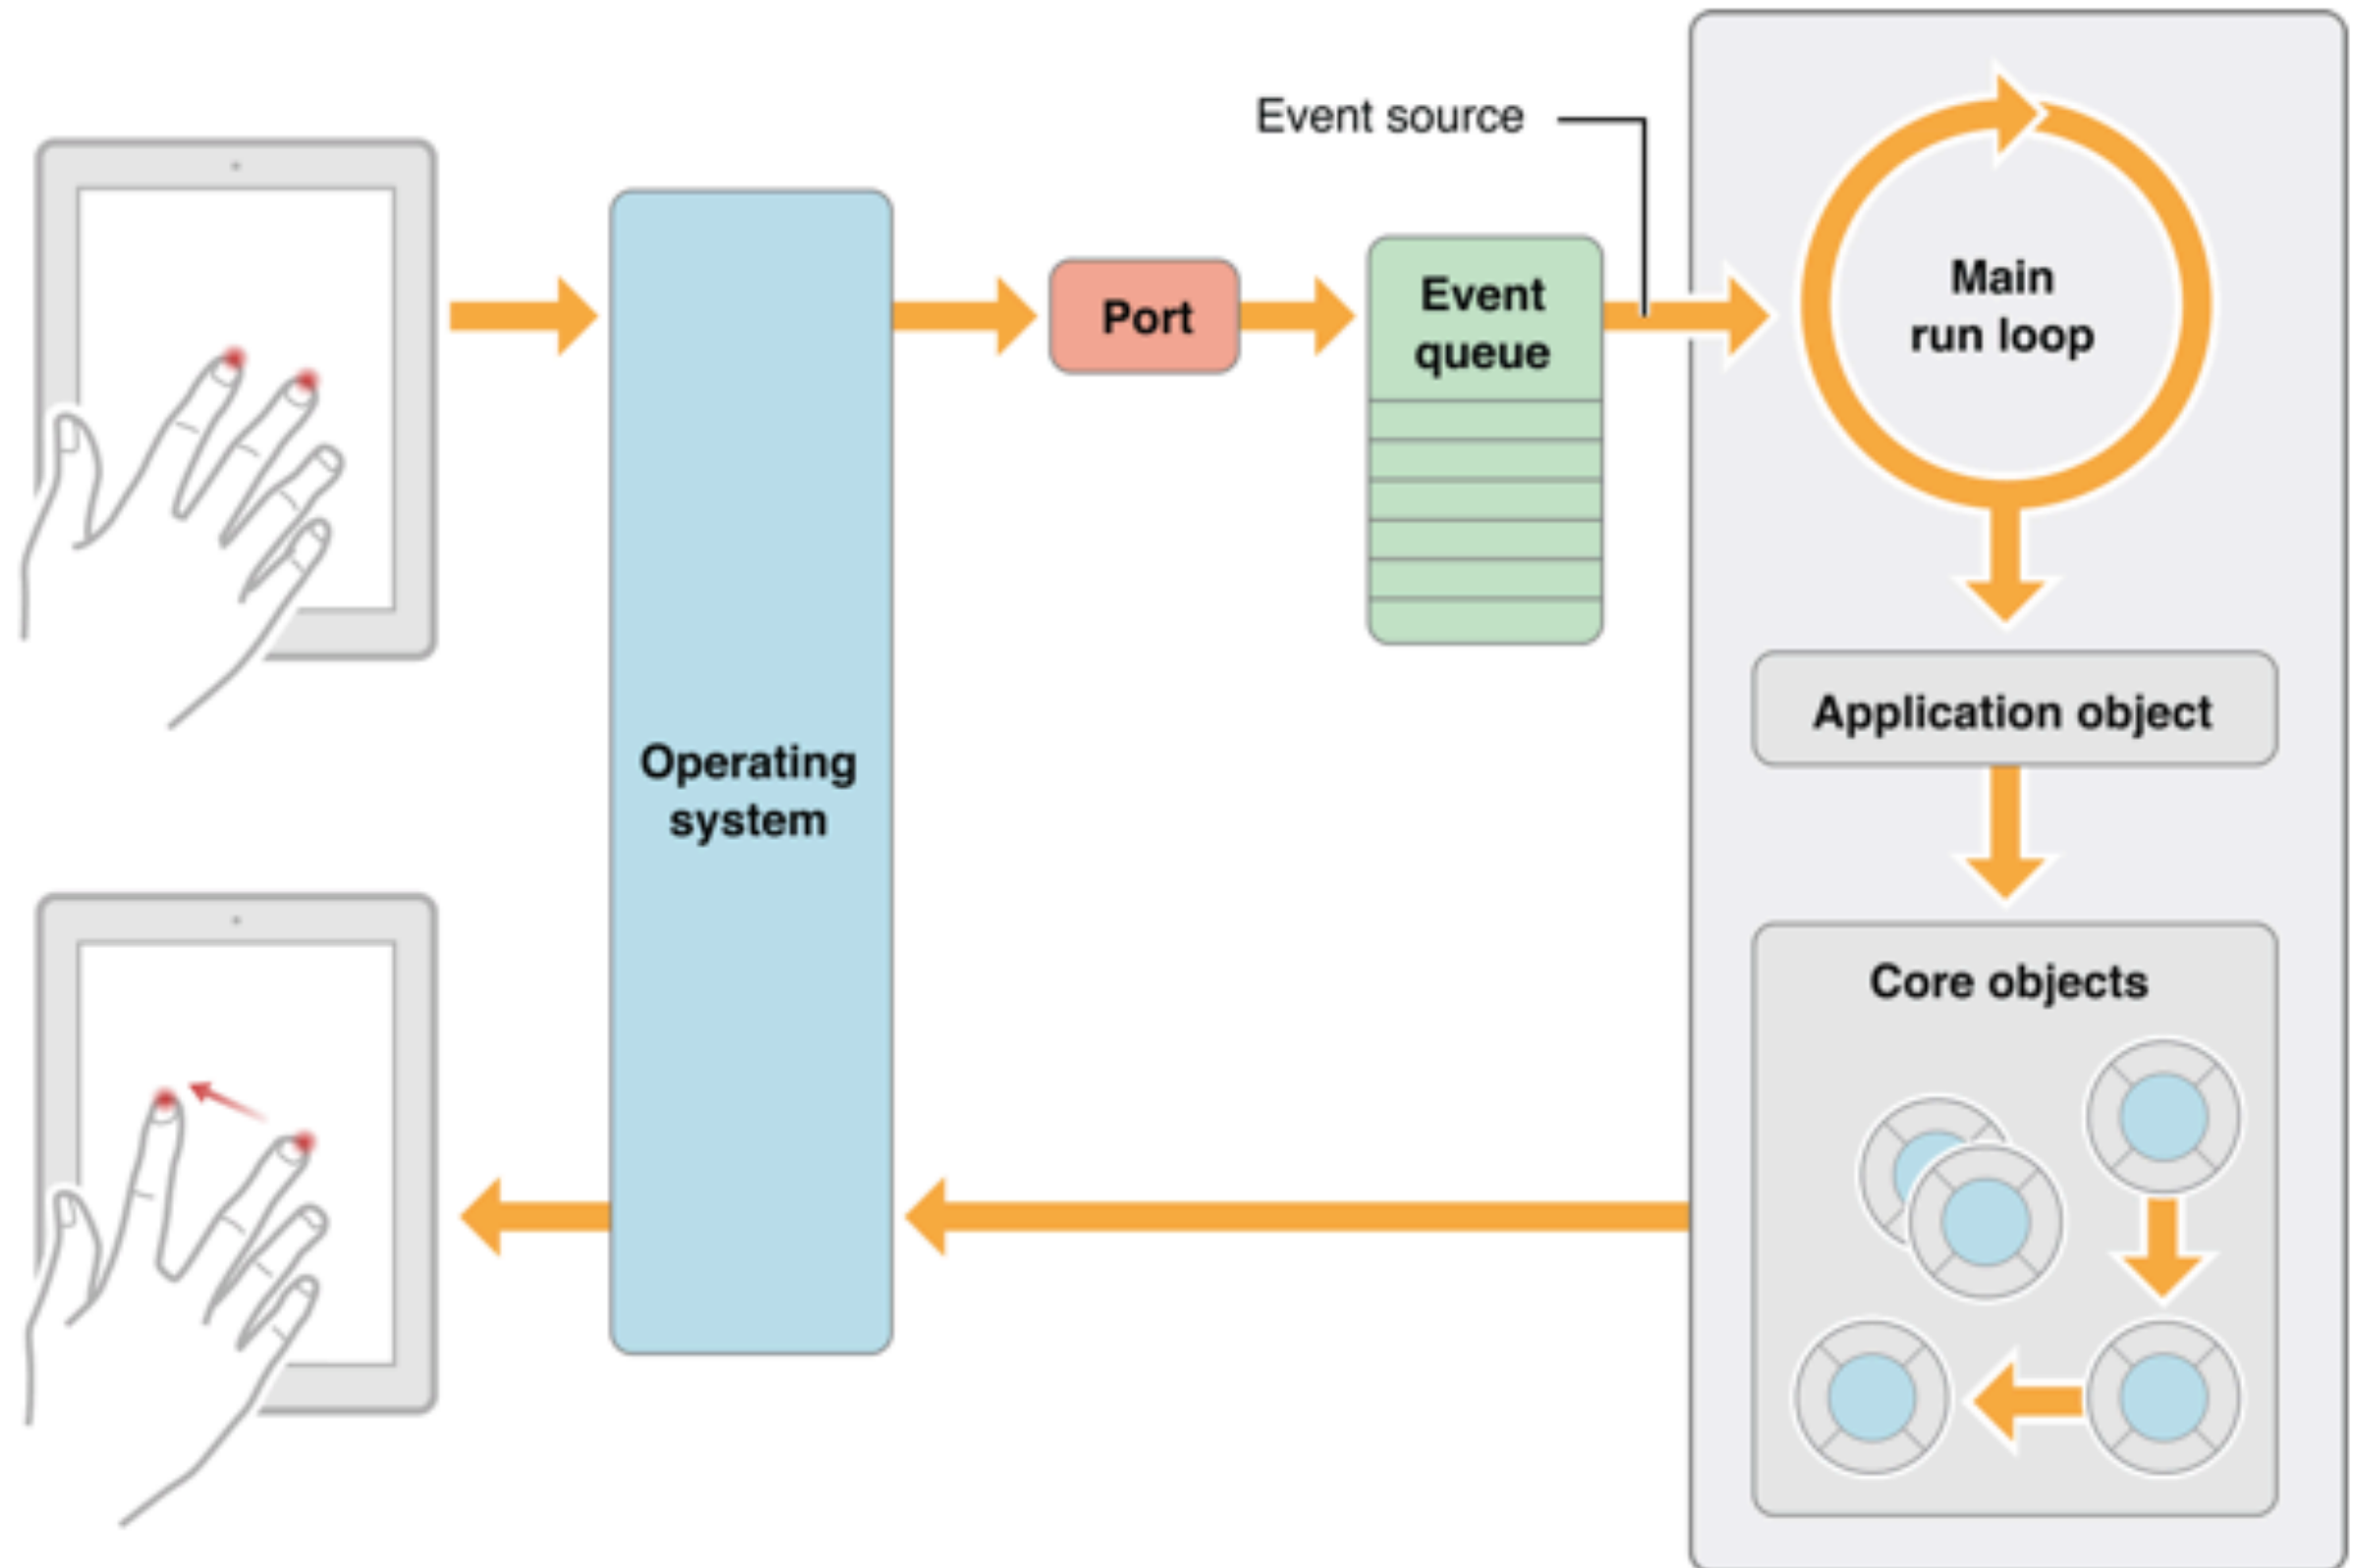 Event source
Main
run loop
Port
Event
queue
Operating
system
Application object
Core objects